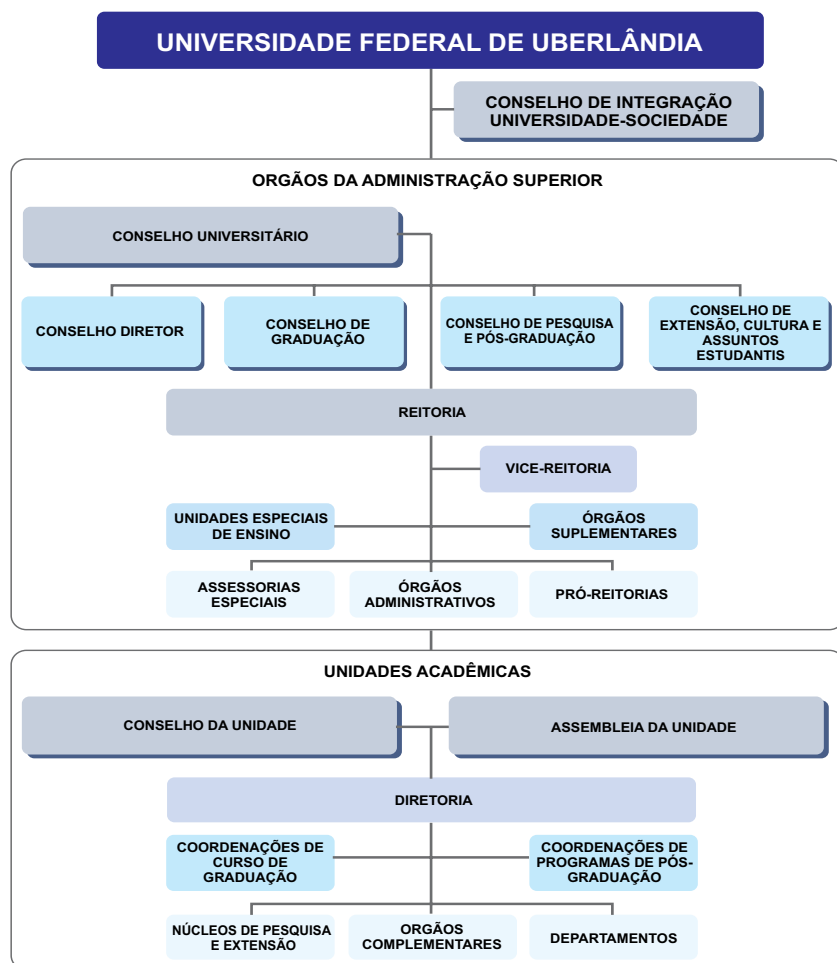 UNIVERSIDADE FEDERAL DE UBERLÂNDIA
CONSELHO DE INTEGRAÇÃO
UNIVERSIDADE-SOCIEDADE
ORGÃOS DA ADMINISTRAÇÃO SUPERIOR
CONSELHO UNIVERSITÁRIO
CONSELHO DIRETOR
CONSELHO DE
GRADUAÇÃO
CONSELHO DE PESQUISA
E PÓS-GRADUAÇÃO
CONSELHO DE
EXTENSÃO, CULTURA E
ASSUNTOS
ESTUDANTIS
REITORIA
VICE-REITORIA
UNIDADES ESPECIAIS
DE ENSINO
ÓRGÃOS
SUPLEMENTARES
ASSESSORIAS
ESPECIAIS
ÓRGÃOS
ADMINISTRATIVOS
PRÓ-REITORIAS
UNIDADES ACADÊMICAS
CONSELHO DA UNIDADE
ASSEMBLEIA DA UNIDADE
DIRETORIA
COORDENAÇÕES DE
CURSO DE
GRADUAÇÃO
COORDENAÇÕES DE
PROGRAMAS DE PÓS-
GRADUAÇÃO
NÚCLEOS DE PESQUISA
E EXTENSÃO
ORGÃOS
COMPLEMENTARES
DEPARTAMENTOS